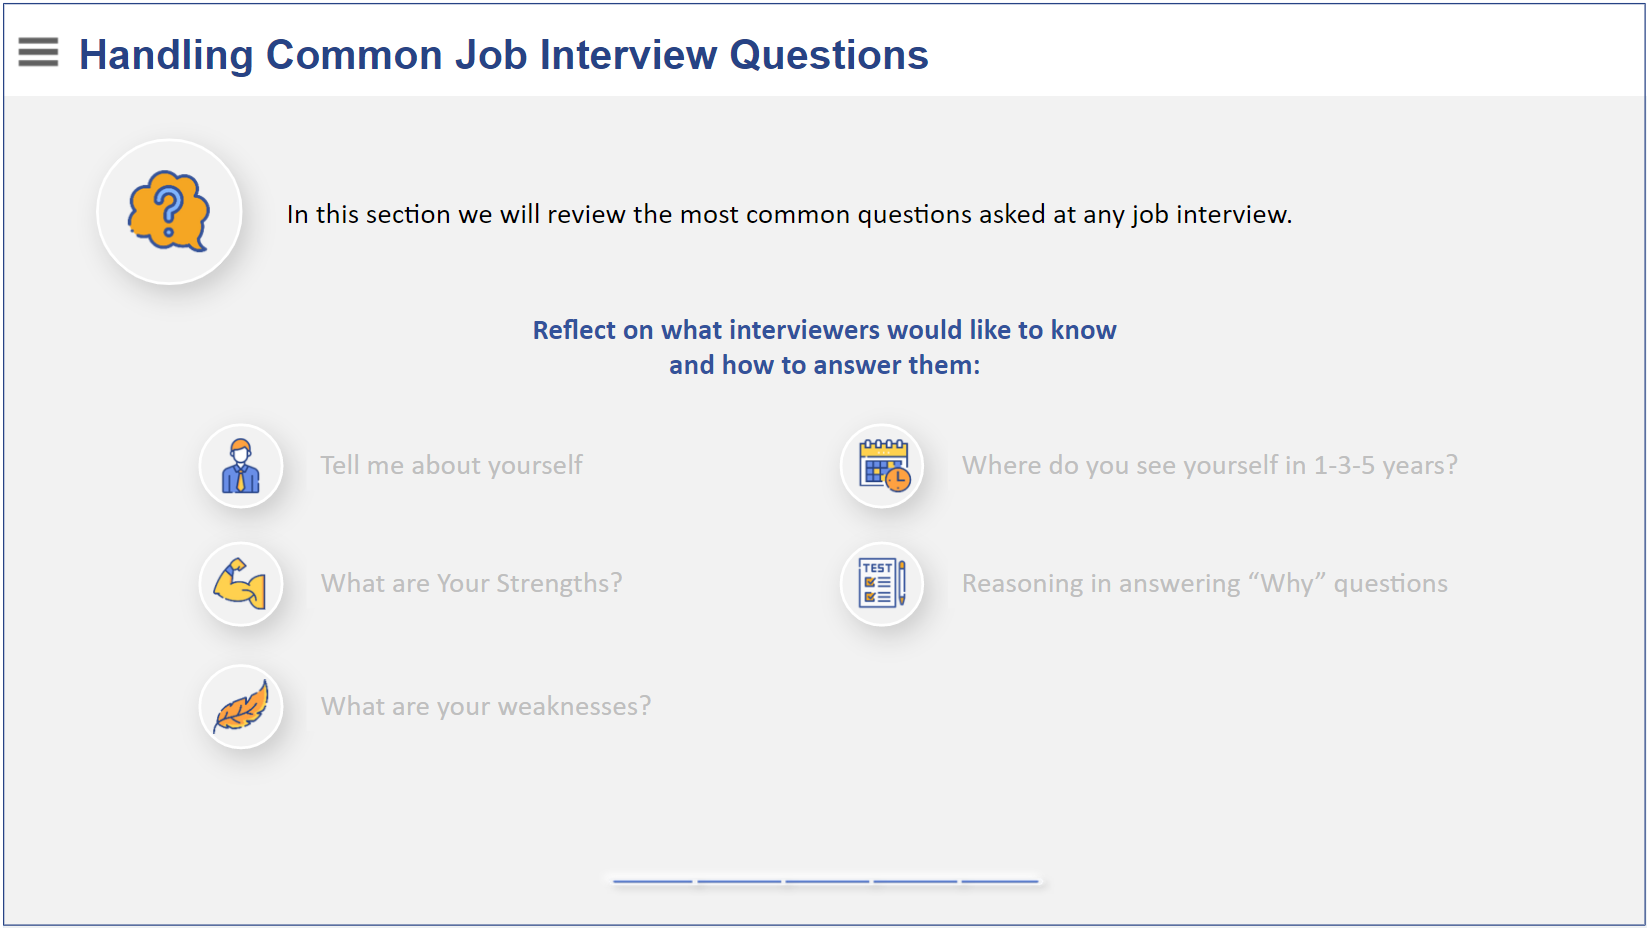 Handling Common Job Interview Questions
In this section we will review the most common questions asked at any job interview.
Reflect on what interviewers would like to know
and how to answer them:
Tell me about yourself
What are Your Strengths?
What are your weaknesses?
Where do you see yourself in 1-3-5 years?
TEST
Reasoning in answering “Why” questions